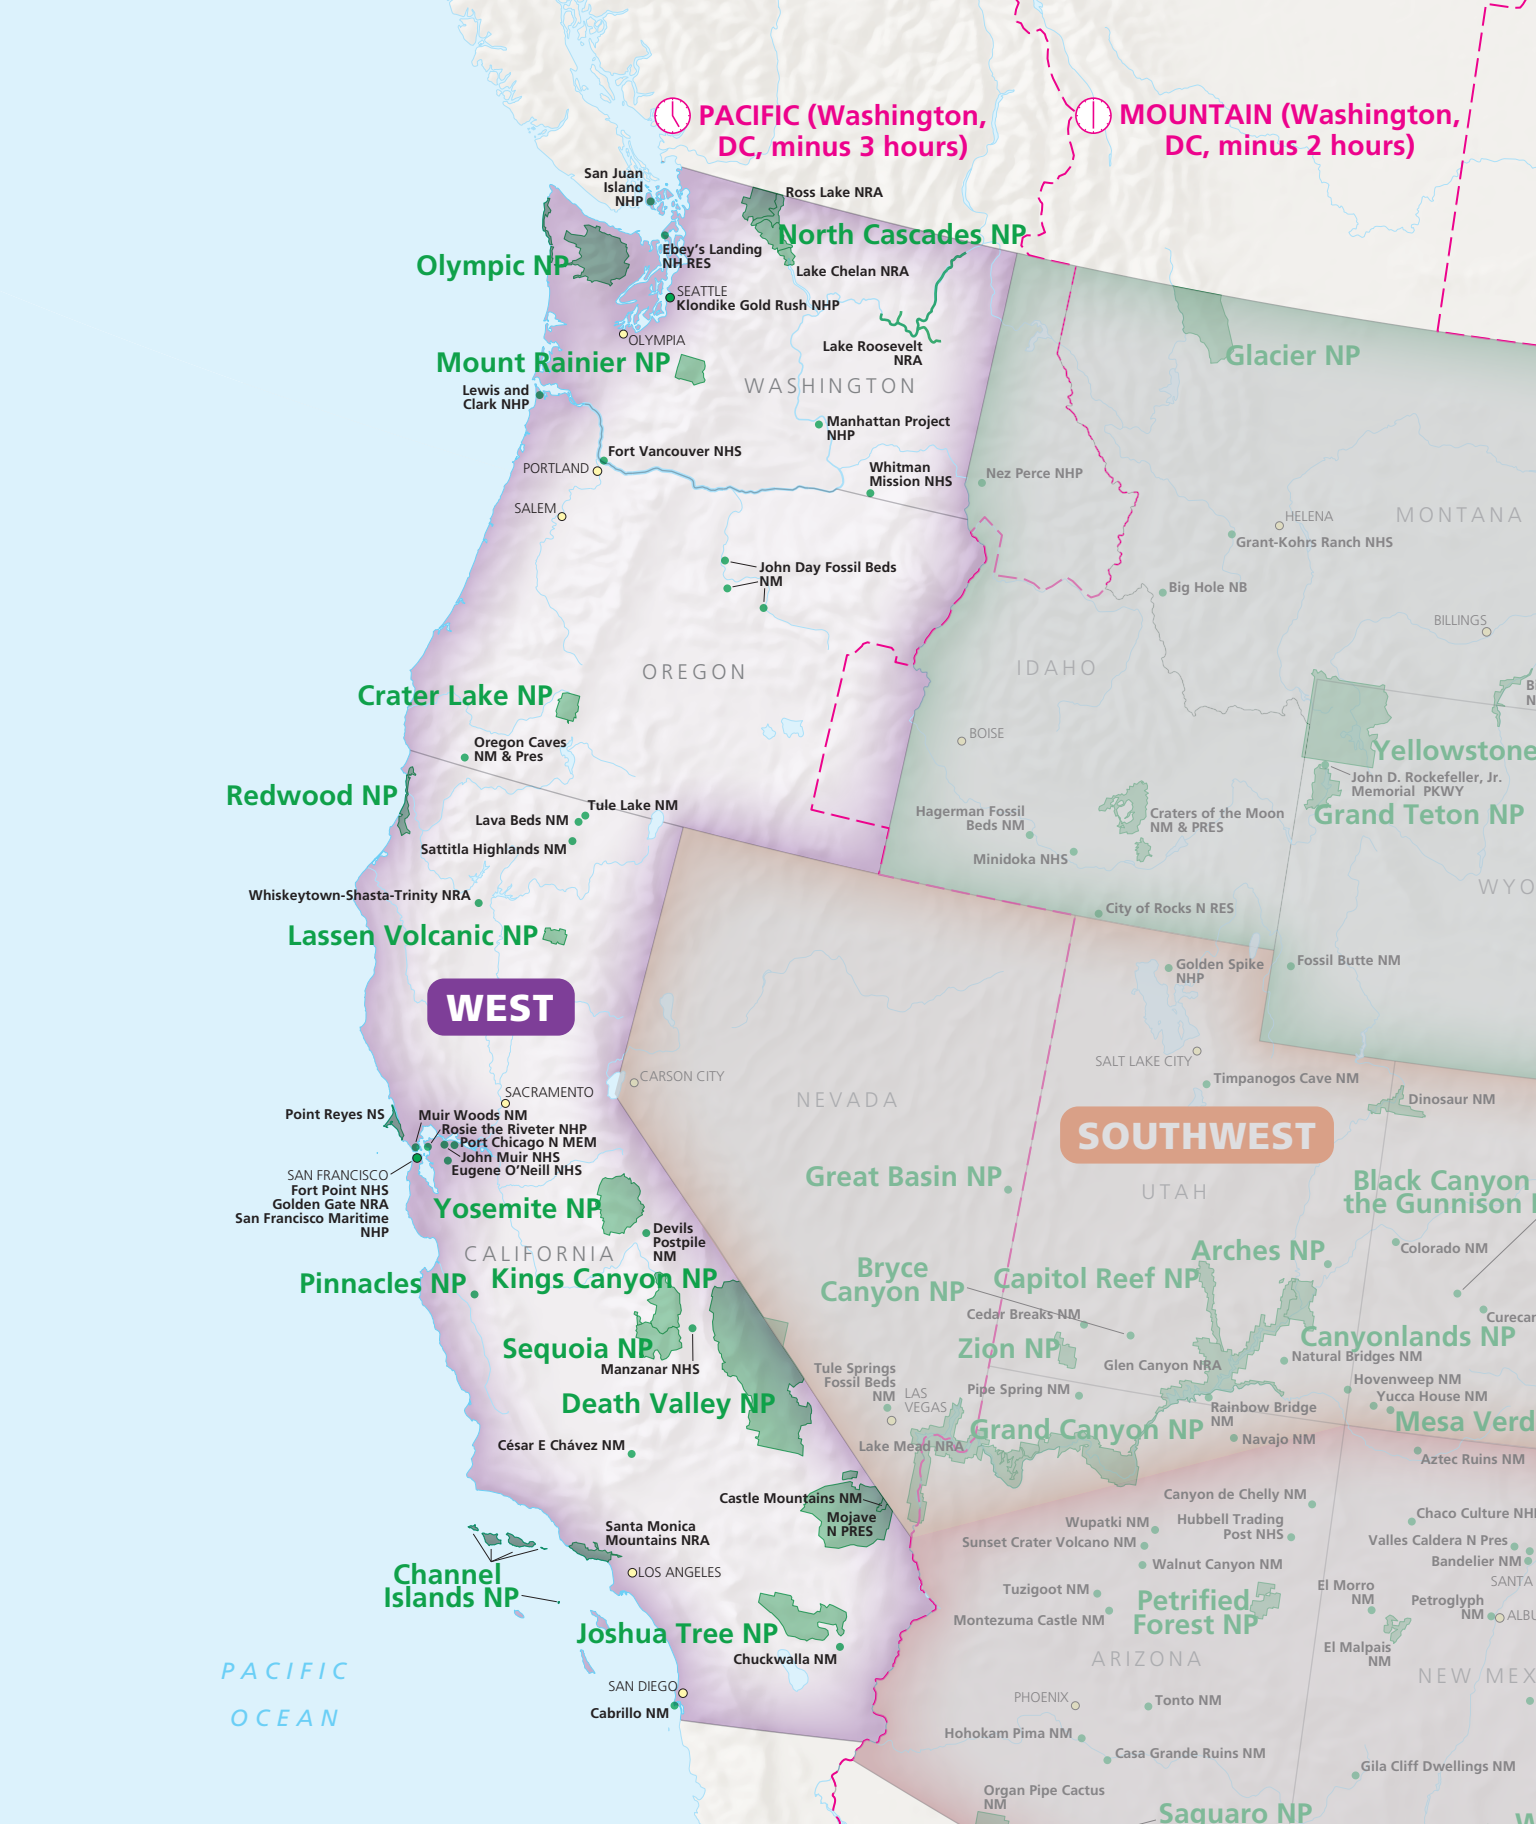 PACIFIC (Washington,
DC, minus 3 hours)
MOUNTAIN (Washington,
DC, minus 2 hours)
San Juan
Island
NHP
Ross Lake NRA
North Cascades NP
Ebey’s Landing
NH RES
Olympic NP
Lake Chelan NRA
SEATTLE
Klondike Gold Rush NHP
OLYMPIA
Lake Roosevelt
NRA
Mount Rainier NP
Glacier NP
WASHINGTON
Lewis and
Clark NHP
Manhattan Project
NHP
Fort Vancouver NHS
PORTLAND
Whitman
Mission NHS
Nez Perce NHP
SALEM
HELENA
MONTANA
Grant-Kohrs Ranch NHS
John Day Fossil Beds
NM
Big Hole NB
BILLINGS
OREGON
IDAHO
Crater Lake NP
B
N
BOISE
Oregon Caves
NM & Pres
Yellowstone
John D. Rockefeller, Jr.
Memorial PKWY
Redwood NP
Tule Lake NM
Lava Beds NM
Hagerman Fossil
Beds NM
Craters of the Moon
NM & PRES
Grand Teton NP
Sattitla Highlands NM
Minidoka NHS
WYO
Whiskeytown-Shasta-Trinity NRA
City of Rocks N RES
Lassen Volcanic NP
Golden Spike
NHP
Fossil Butte NM
WEST
SALT LAKE CITY
CARSON CITY
Timpanogos Cave NM
SACRAMENTO
NEVADA
Dinosaur NM
Point Reyes NS
Muir Woods NM
Rosie the Riveter NHP
Port Chicago N MEM
John Muir NHS
Eugene O’Neill NHS
SOUTHWEST
SAN FRANCISCO
Fort Point NHS
Golden Gate NRA
San Francisco Maritime
NHP
Great Basin NP
UTAH
Black Canyon
the Gunnison
Yosemite NP
Devils
Postpile
NM
CALIFORNIA
Arches NP
Colorado NM
Pinnacles NP
Kings Canyon NP
Bryce
Canyon NP
Capitol Reef NP
Cedar Breaks NM
Curecan
Sequoia NP
Manzanar NHS
Zion NP
Canyonlands NP
Glen Canyon NRA
Natural Bridges NM
Tule Springs
Fossil Beds
NM
LAS
VEGAS
Pipe Spring NM
Hovenweep NM
Yucca House NM
Death Valley NP
Rainbow Bridge
NM
Mesa Verd
Grand Canyon NP
Navajo NM
César E Chávez NM
Lake Mead NRA
Aztec Ruins NM
Castle Mountains NM
Mojave
N PRES
Canyon de Chelly NM
Wupatki NM
Hubbell Trading
Post NHS
Chaco Culture NH
Santa Monica
Mountains NRA
Sunset Crater Volcano NM
Valles Caldera N Pres
Walnut Canyon NM
Bandelier NM
Channel
Islands NP
LOS ANGELES
SANTA
Tuzigoot NM
Petrified
Forest NP
El Morro
NM
Petroglyph
NM
ALBU
Montezuma Castle NM
Joshua Tree NP
El Malpais
NM
Chuckwalla NM
ARIZONA
PACIFIC
OCEAN
NEW MEX
SAN DIEGO
PHOENIX
Tonto NM
Cabrillo NM
Hohokam Pima NM
Casa Grande Ruins NM
Gila Cliff Dwellings NM
Organ Pipe Cactus
NM
Saguaro NP
W